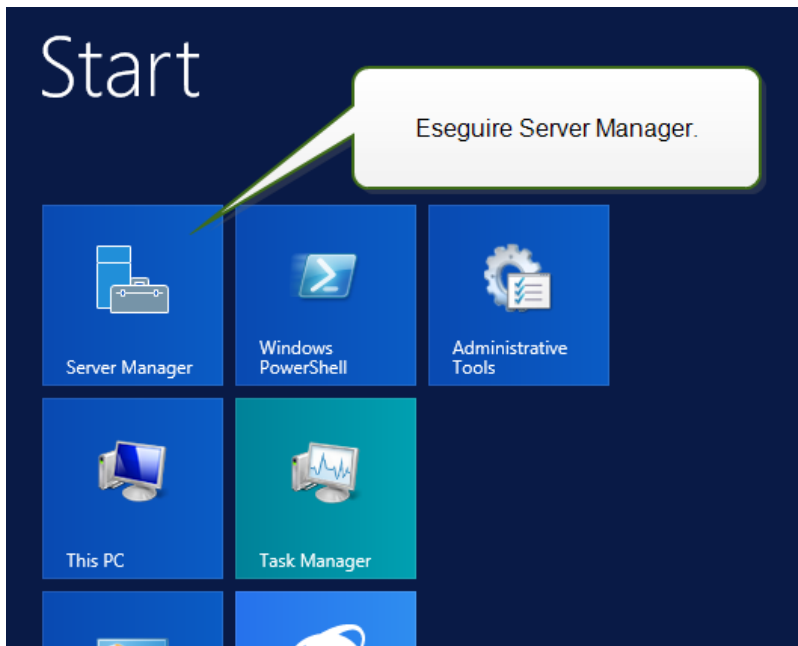 Start
Eseguire Server Manager.
Server Manager
Windows
PowerShell
Administrative
Tools
This PC
Task Manager